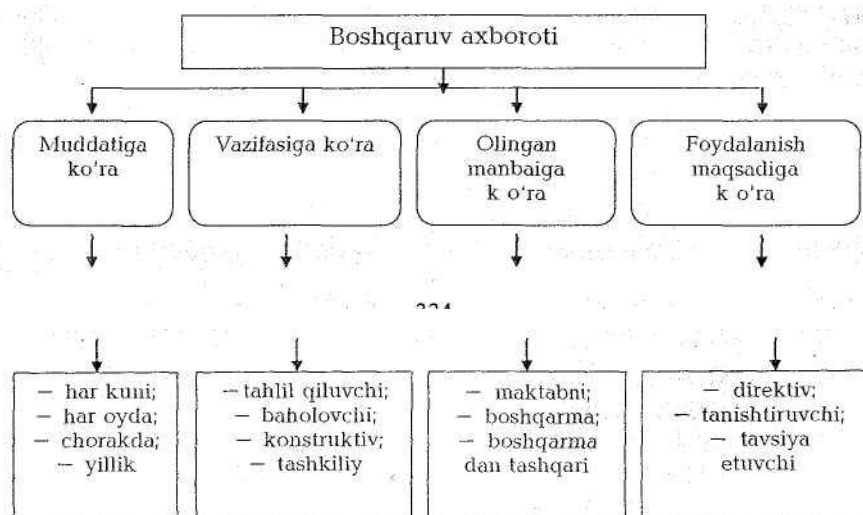 Boshqaruv axboroti
Muddatiga
ko'ra
Vazifasiga ko'ra
Olingan
manbaiga
k o'ra
Foydalanish
maqsadiga
k o'ra
— har kuni;
— har oyda;
— chorakda;
— yillik
— tahlil qiluvchi;
— baholovchi;
— konstruktiv;
— tashkiliy
— maktabni;
— boshqarma;
— boshqarma
dan tashqari
— direktiv;
— tanishtiruvchi;
— tavsiya
etuvchi